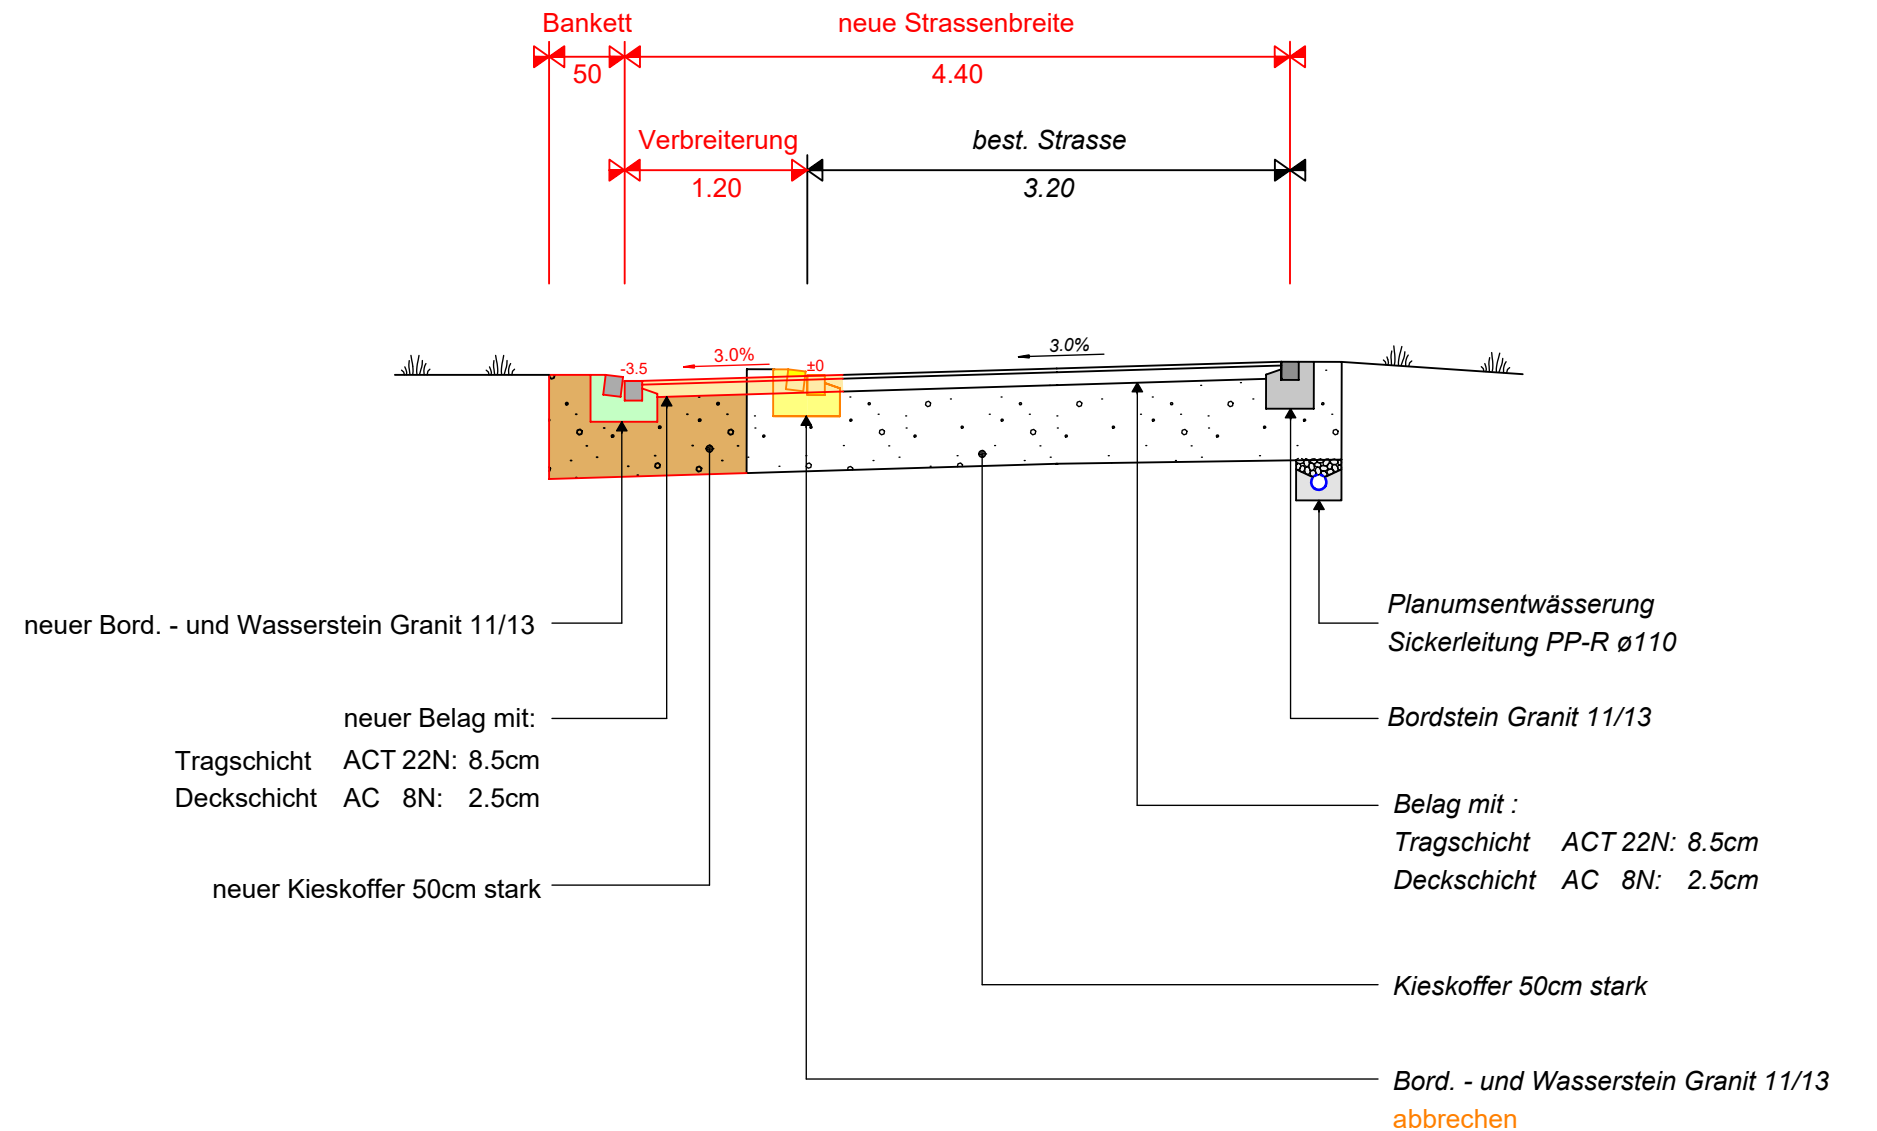 Bankett
neue Strassenbreite
50
4.40
Verbreiterung
best. Strasse
1.20
3.20
-3.5
3.0%
±0
3.0%
neuer Bord. - und Wasserstein Granit 11/13
neuer Belag mit:
Tragschicht ACT 22N: 8.5cm
Deckschicht AC 8N: 2.5cm
neuer Kieskoffer 50cm stark
Planumsentwässerung
Sickerleitung PP-R ø110
Bordstein Granit 11/13
Belag mit :
Tragschicht ACT 22N: 8.5cm
Deckschicht AC 8N: 2.5cm
Kieskoffer 50cm stark
Bord. - und Wasserstein Granit 11/13
abbrechen